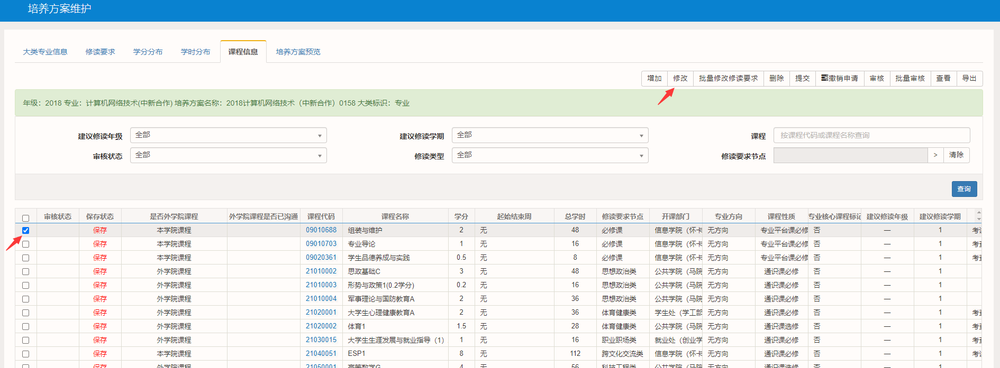 培养方案维护
大类专业信息 修读要求 学分分布 学时分布 课程信息 培养方案预览
增加 修改 批量修改修读要求 删除 提交 撤销申请 审核 批量审核 查看 导出
年级：2018 专业：计算机网络技术(中新合作) 培养方案名称：2018计算机网络技术（中新合作）0158 大类标识：专业
建议修读年级 全部 建议修读学期 全部 课程 按课程代码或课程名称查询
审核状态 全部 修读类型 全部 修读要求节点 > 清除
查询
审核状态 保存状态 是否外学院课程 外学院课程是否已沟通 课程代码 课程名称 学分 起始结束周 总学时 修读要求节点 开课部门 专业方向 课程性质 专业核心课程标记 建议修读年级 建议修读学期
保存 本学院课程 09010688 组装与维护 2 无 48 必修课 信息学院（怀卡 无方向 专业平台课必修 否 — 1 考试
保存 本学院课程 09010703 专业导论 1 无 16 必修课 信息学院（怀卡 无方向 专业平台课必修 否 — 1 考查
保存 本学院课程 09020361 学生品德养成与实践 0.5 无 8 必修课 信息学院（怀卡 无方向 专业平台课必修 否 — 1 考查
保存 外学院课程 21010002 思政基础C 3 无 48 思想政治类 公共学院（马院 无方向 通识课必修 否 — 1
保存 外学院课程 21010003 形势与政策1(0.2学分) 0.2 无 16 思想政治类 公共学院（马院 无方向 通识课必修 否 — 1
保存 外学院课程 21010004 军事理论与国防教育A 2 无 36 思想政治类 公共学院（马院 无方向 通识课必修 否 — 1
保存 外学院课程 21020001 大学生心理健康教育A 2 无 36 体育健康类 学生处（学工部 无方向 通识课必修 否 — 1 考查
保存 外学院课程 21020002 体育1 1.5 无 28 体育健康类 公共学院（马院 无方向 通识课选修 否 — 1 考查
保存 外学院课程 21030015 大学生生涯发展与就业指导（1） 1 无 16 职业职场类 就业处（创业学 无方向 通识课必修 否 — 1 考查
保存 本学院课程 21040051 ESP1 8 无 112 跨文化交流类 信息学院（怀卡 无方向 通识课必修 否 — 1 考试
保存 外学院课程 21050001 高等数学G 4 无 56 科技工程类 公共学院（马院 无方向 通识课选修 否 — 1 考查